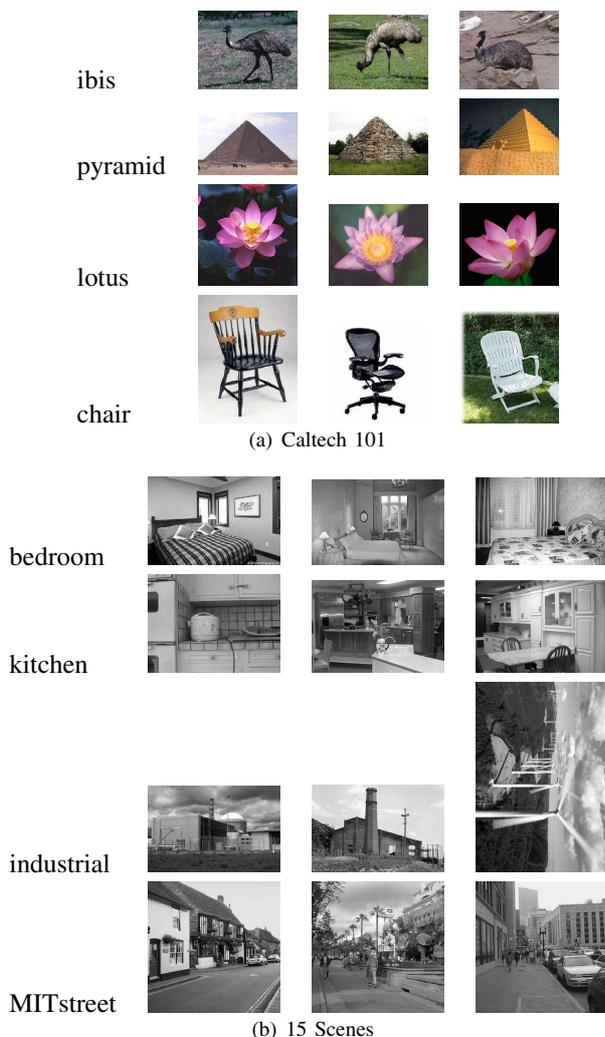 ibis
pyramid
lotus
chair
(a) Caltech 101
bedroom
kitchen
industrial
MITstreet
(b) 15 Scenes